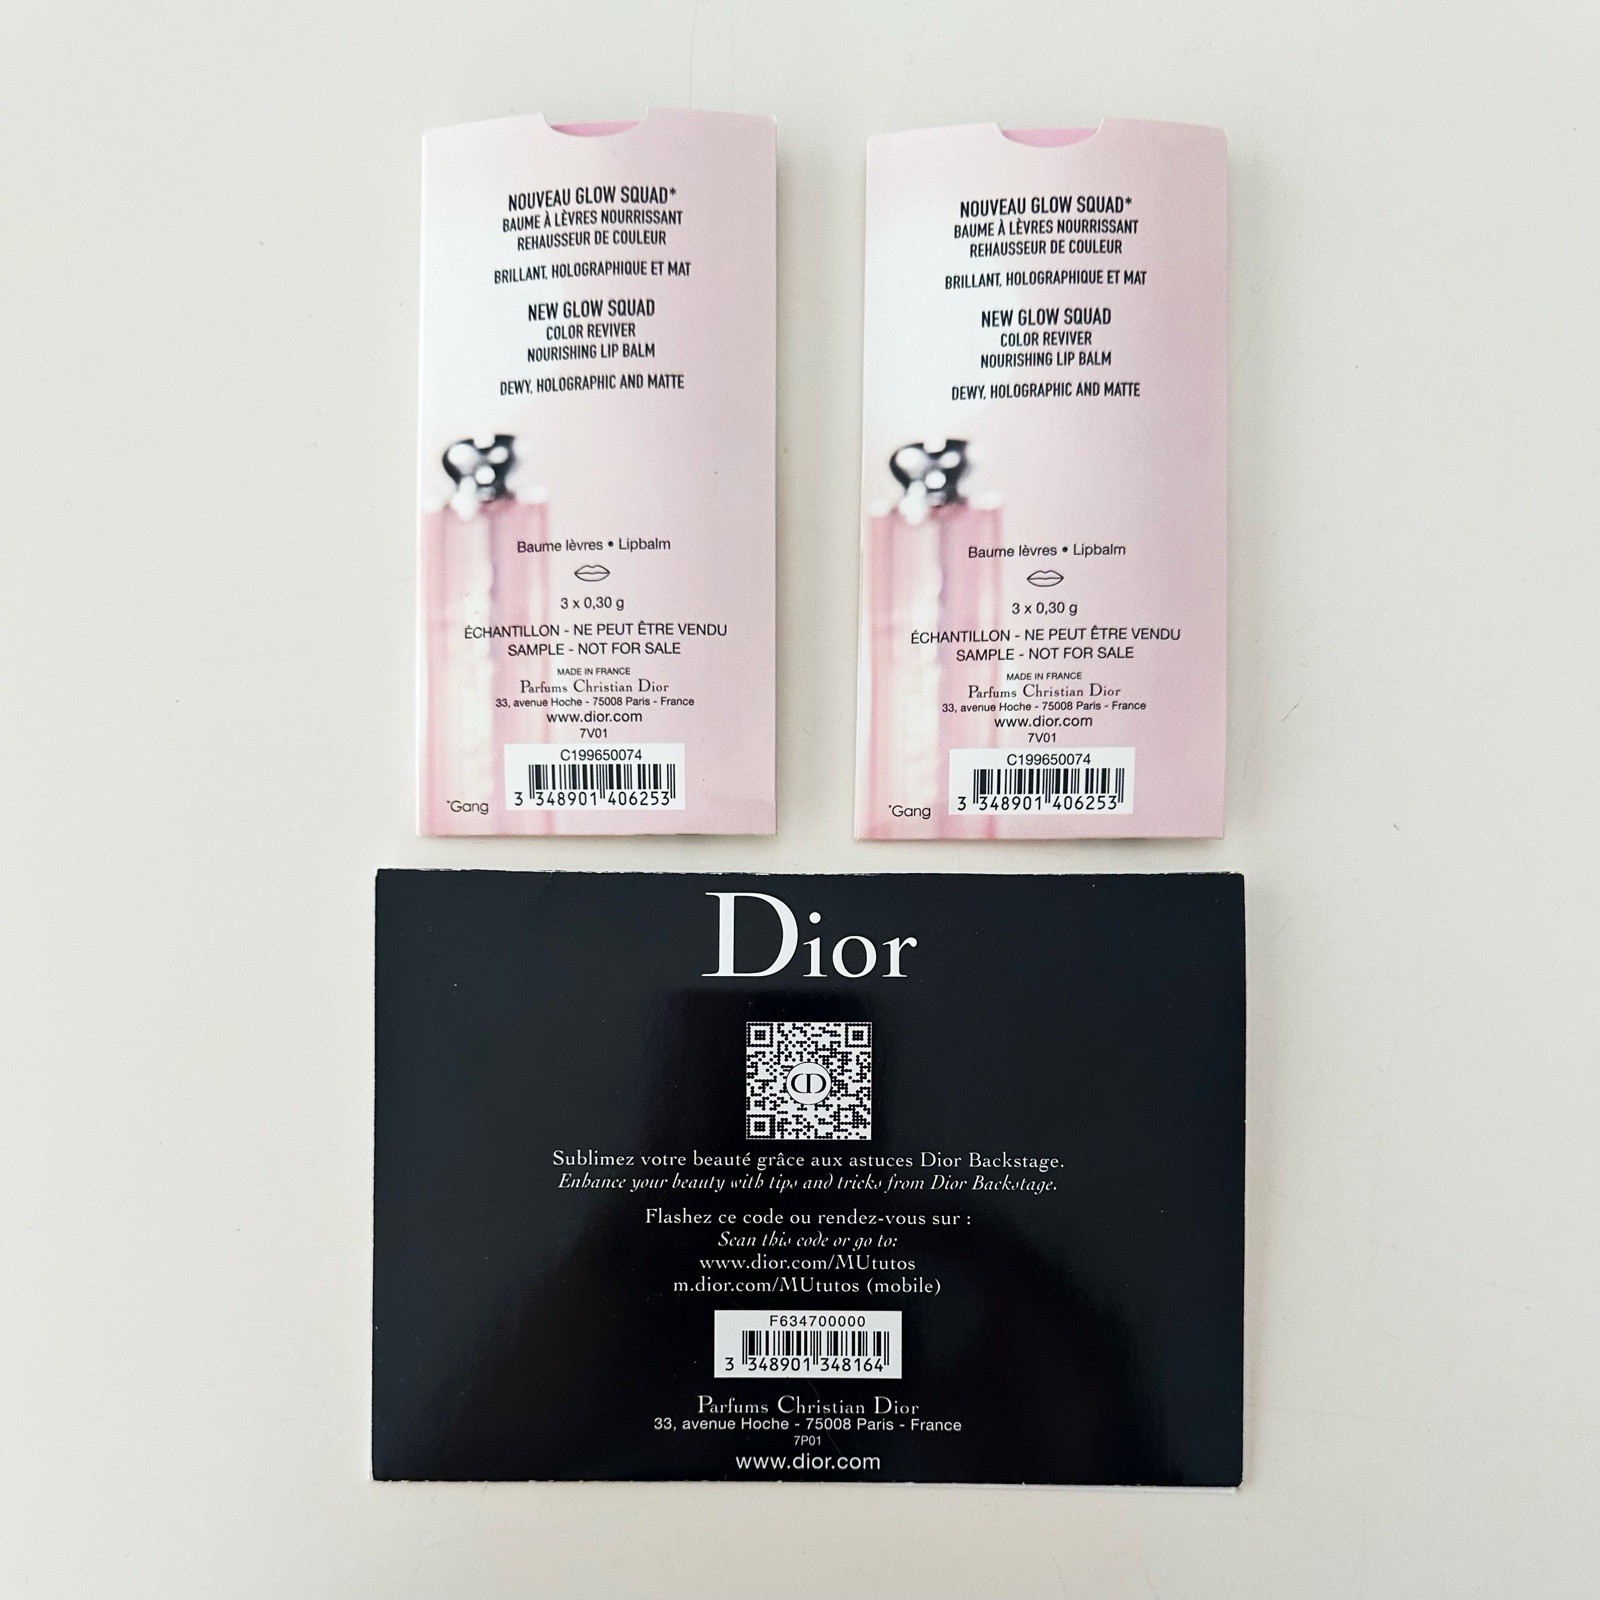 NOUVEAU GLOW SQUAD*
BAUME À LÈVRES NOURRISSANT
REHAUSSEUR DE COULEUR
BRILLANT, HOLOGRAPHIQUE ET MAT
NEW GLOW SQUAD
COLOR REVIVER
NOURISHING LIP BALM
DEWY, HOLOGRAPHIC AND MATTE
Baume lèvres • Lipbalm
3 x 0,30 g
ÉCHANTILLON - NE PEUT ÊTRE VENDU
SAMPLE - NOT FOR SALE
MADE IN FRANCE
Parfums Christian Dior
33, avenue Hoche - 75008 Paris - France
www.dior.com
7V01
C199650074
3 348901 406253
*Gang
NOUVEAU GLOW SQUAD*
BAUME À LÈVRES NOURRISSANT
REHAUSSEUR DE COULEUR
BRILLANT, HOLOGRAPHIQUE ET MAT
NEW GLOW SQUAD
COLOR REVIVER
NOURISHING LIP BALM
DEWY, HOLOGRAPHIC AND MATTE
Baume lèvres • Lipbalm
3 x 0,30 g
ÉCHANTILLON - NE PEUT ÊTRE VENDU
SAMPLE - NOT FOR SALE
MADE IN FRANCE
Parfums Christian Dior
33, avenue Hoche - 75008 Paris - France
www.dior.com
7V01
C199650074
3 348901 406253
*Gang
Dior
CD
Sublimez votre beauté grâce aux astuces Dior Backstage.
Enhance your beauty with tips and tricks from Dior Backstage.
Flashez ce code ou rendez-vous sur :
Scan this code or go to:
www.dior.com/MUtutos
m.dior.com/MUtutos (mobile)
F634700000
3 348901 348164
Parfums Christian Dior
33, avenue Hoche - 75008 Paris - France
7P01
www.dior.com